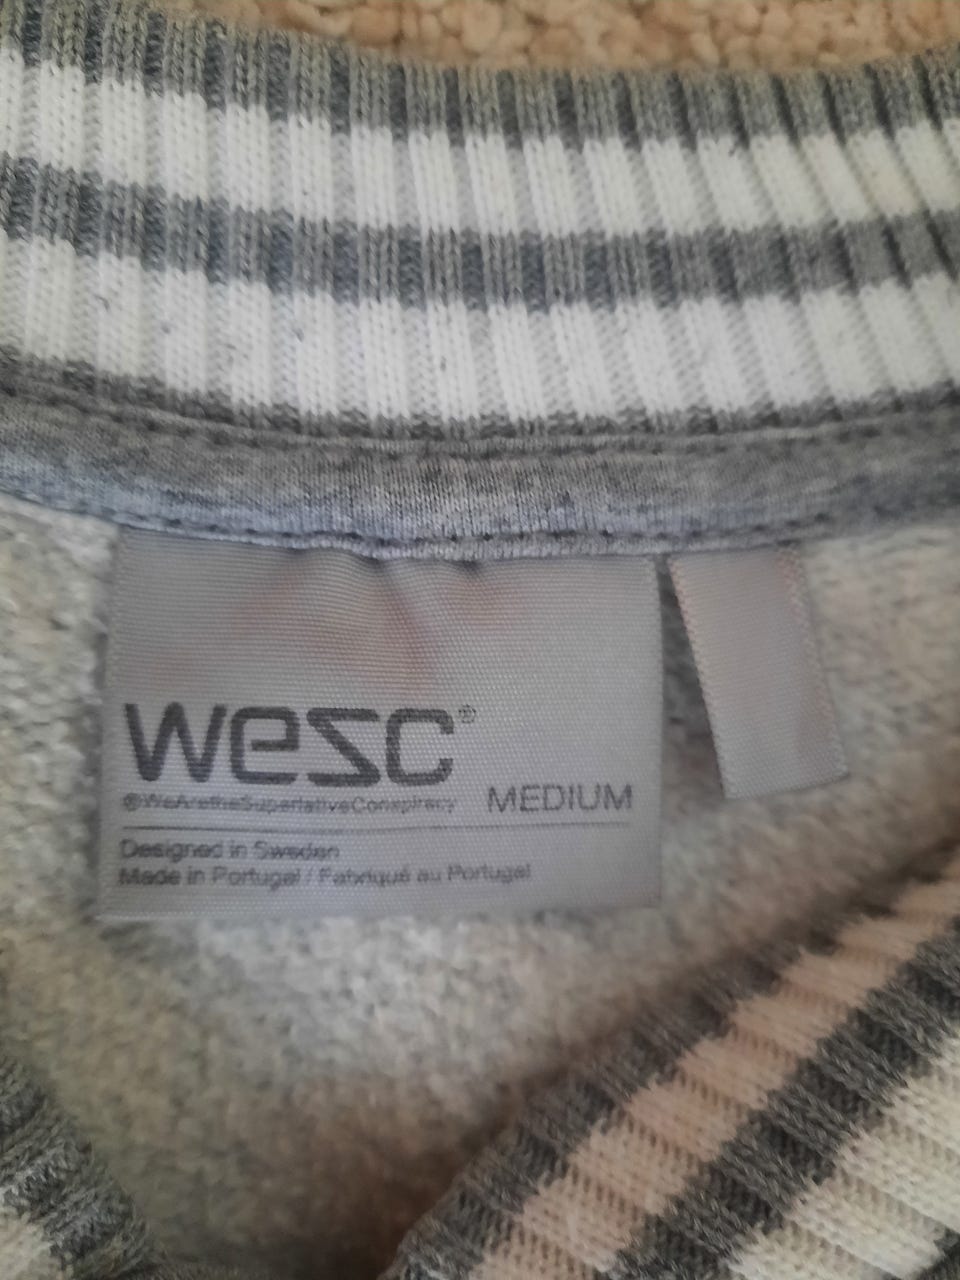 wesc®
@WeAretheSuperlativeConspiracy MEDIUM
Designed in Sweden
Made in Portugal / Fabriqué au Portugal